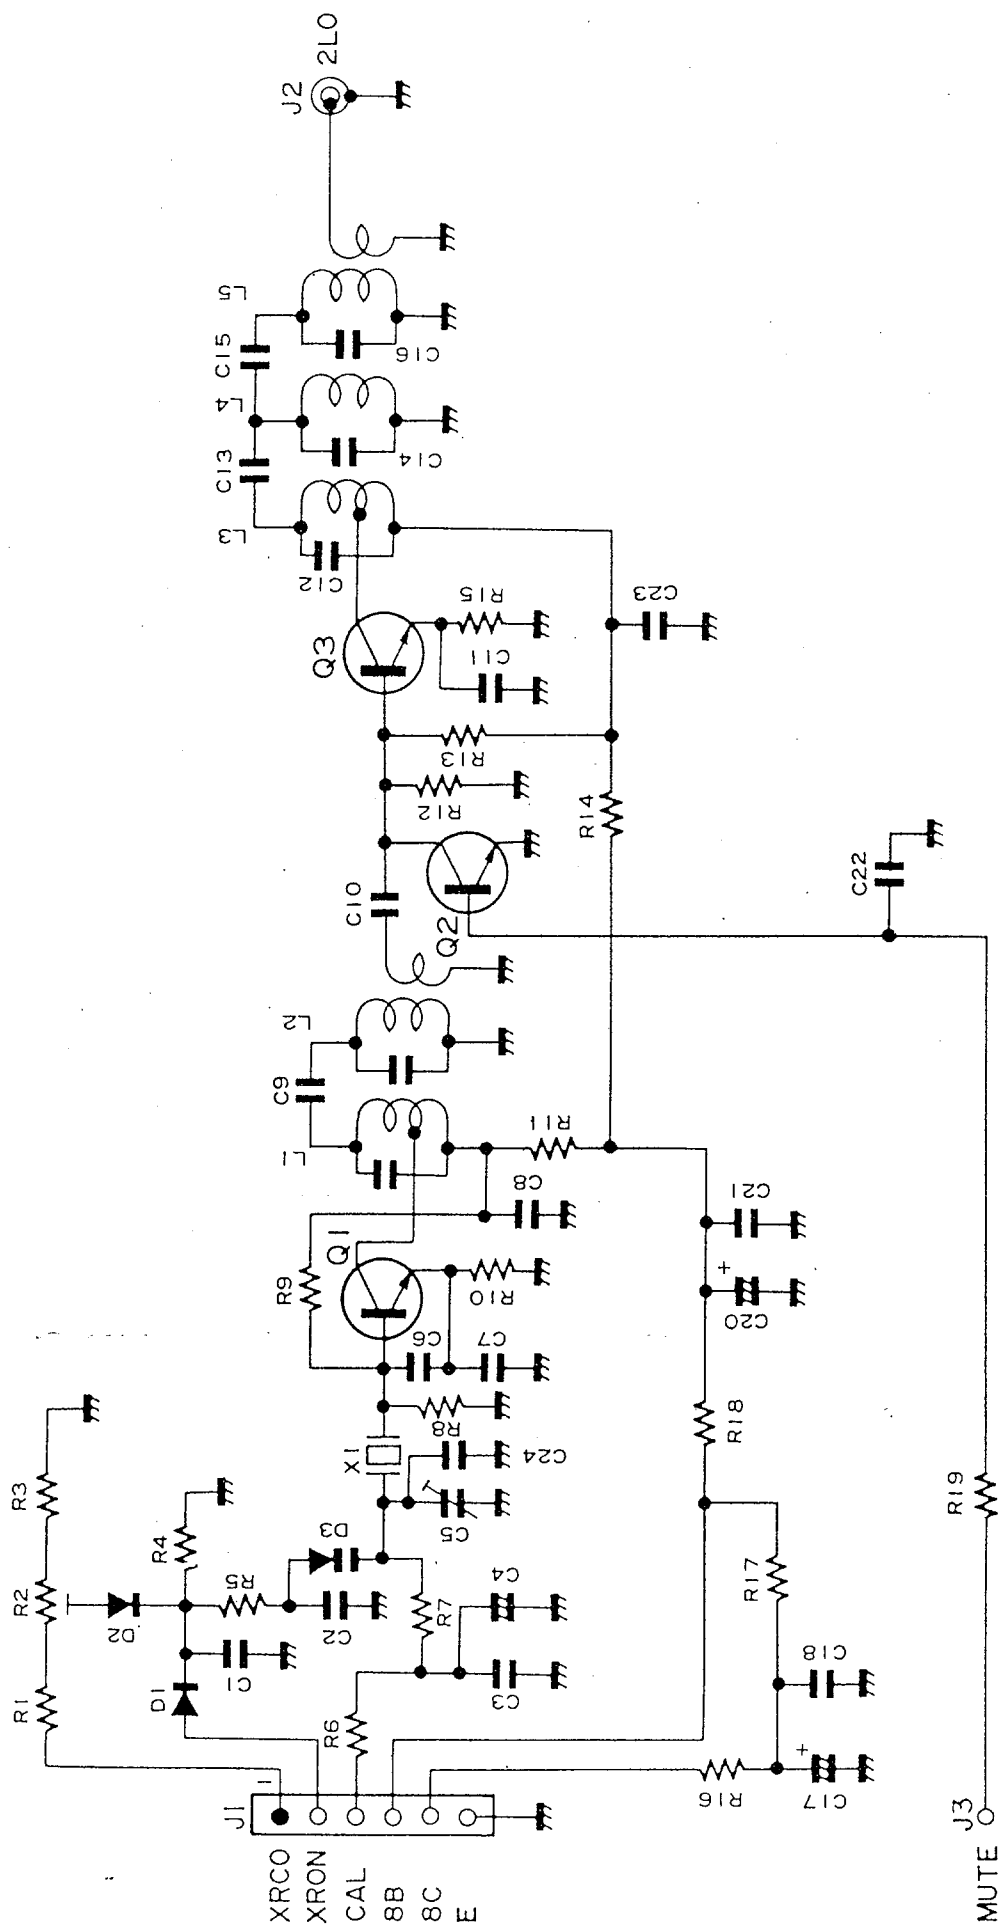 J2
2LO
L5
C15
C16
L4
C13
C14
L3
C12
Q3
R15
C11
C23
R13
R12
R14
C10
Q2
C22
L2
C9
L1
R11
C8
C21
Q1
R9
R10
+
C20
C6
C7
R8
X1
C24
R18
C5
R3
R4
R19
D3
R2
R5
C4
D2
C2
R7
R17
C1
C3
C18
R1
D1
R6
+
R16
C17
1
J1
J3
XRCO
XRON
CAL
8B
8C
E
MUTE